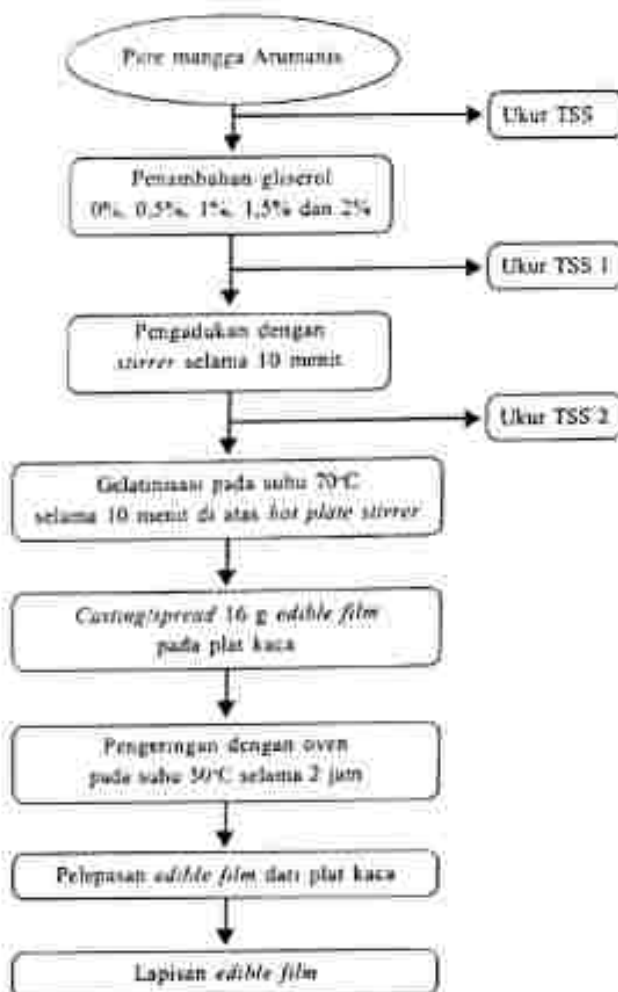 Pure mangga Arumanis
Ukur TSS
Penambahan gliserol
0%, 0,5%, 1%, 1,5% dan 2%
Ukur TSS 1
Pengadukan dengan
stirrer selama 10 menit
Ukur TSS 2
Gelatinisasi pada suhu 70°C
selama 10 menit di atas hot plate stirrer
Casting/spread 16 g edible film
pada plat kaca
Pengeringan dengan oven
pada suhu 50°C selama 2 jam
Pelepasan edible film dari plat kaca
Lapisan edible film